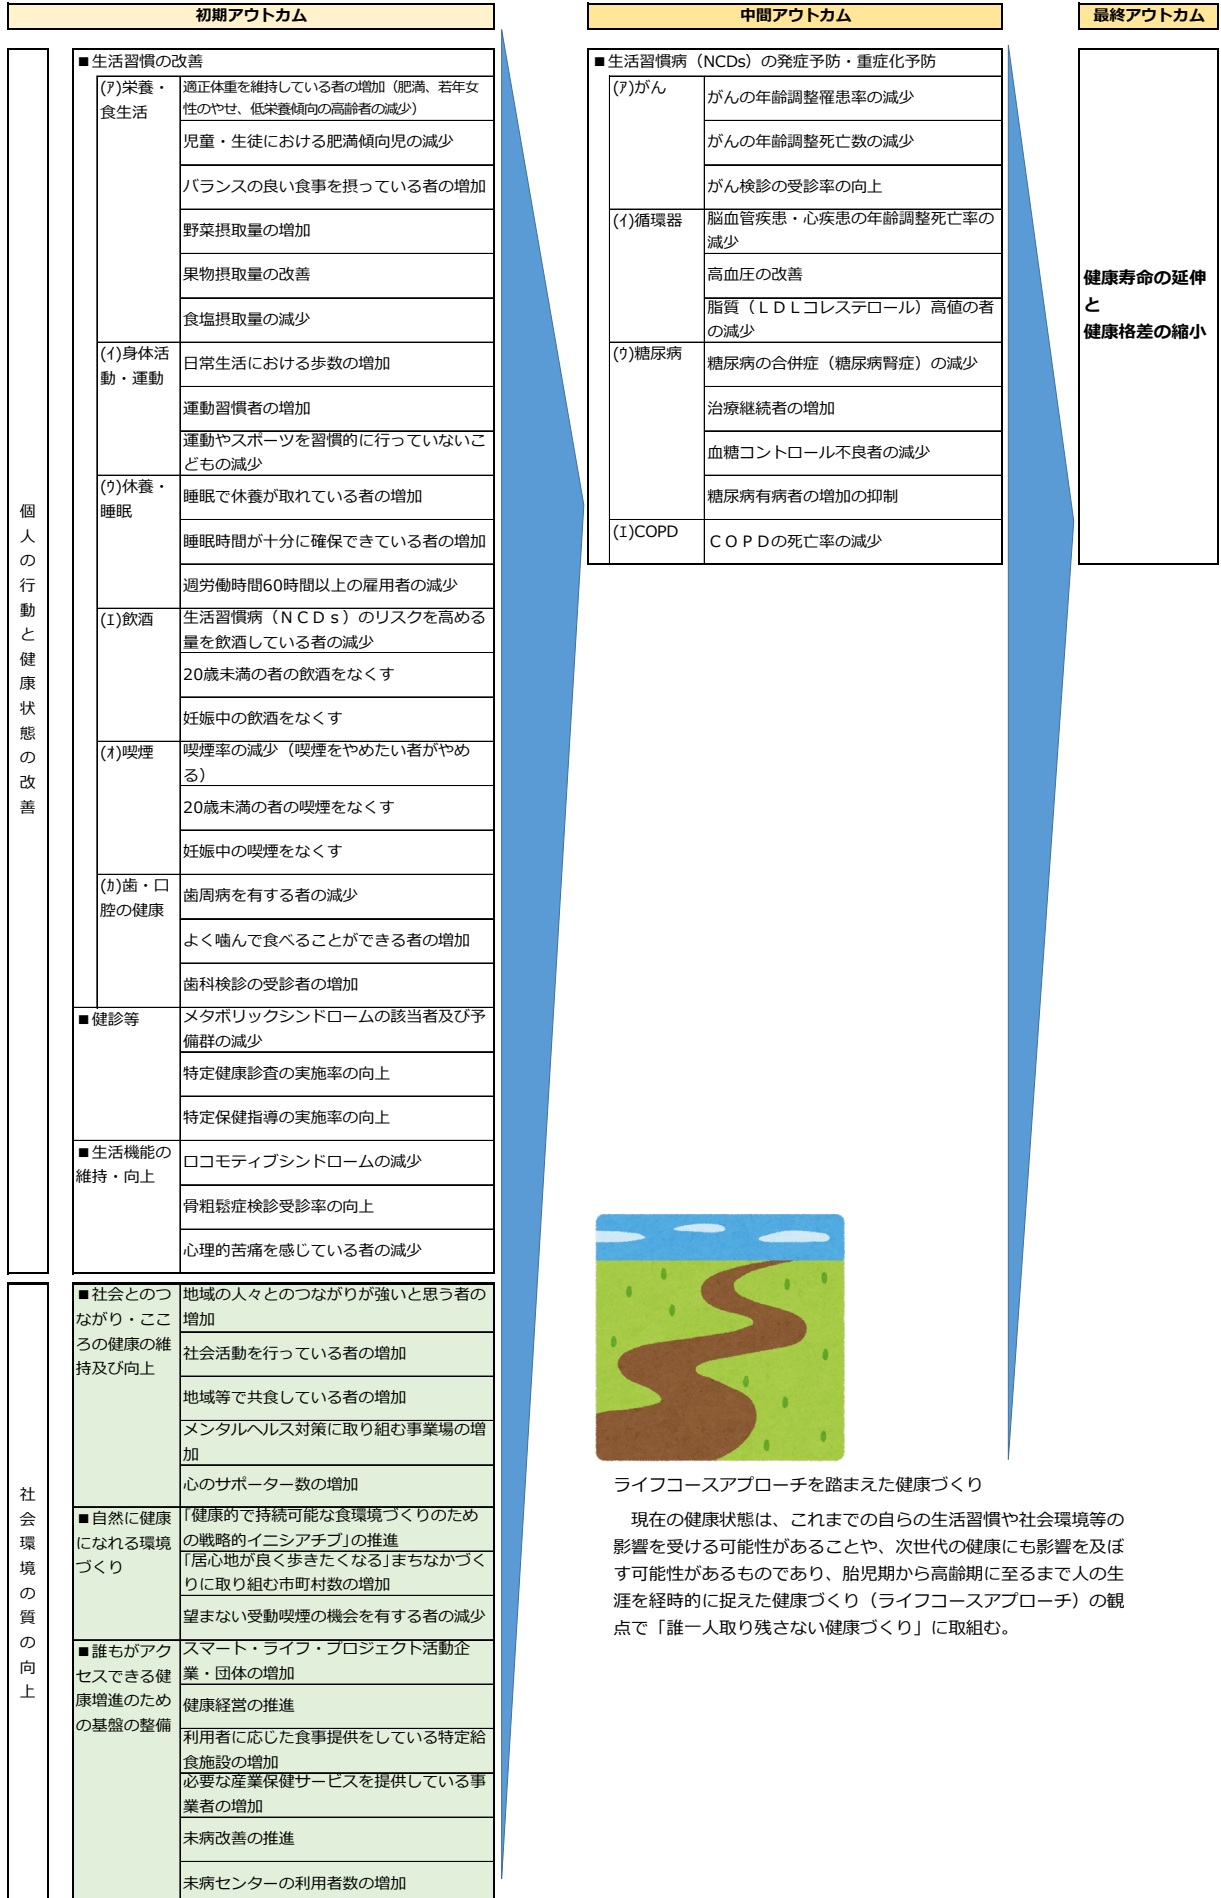 初期アウトカム
中間アウトカム
最終アウトカム
個人の行動と健康状態の改善
■生活習慣の改善
(ｱ)栄養・
食生活
適正体重を維持している者の増加（肥満、若年女
性のやせ、低栄養傾向の高齢者の減少）
児童・生徒における肥満傾向児の減少
バランスの良い食事を摂っている者の増加
野菜摂取量の増加
果物摂取量の改善
食塩摂取量の減少
(ｲ)身体活
動・運動
日常生活における歩数の増加
運動習慣者の増加
運動やスポーツを習慣的に行っていないこ
どもの減少
(ｳ)休養・
睡眠
睡眠で休養が取れている者の増加
睡眠時間が十分に確保できている者の増加
週労働時間60時間以上の雇用者の減少
(ｴ)飲酒
生活習慣病（ＮＣＤｓ）のリスクを高める
量を飲酒している者の減少
20歳未満の者の飲酒をなくす
妊娠中の飲酒をなくす
(ｵ)喫煙
喫煙率の減少（喫煙をやめたい者がやめ
る）
20歳未満の者の喫煙をなくす
妊娠中の喫煙をなくす
(ｶ)歯・口
腔の健康
歯周病を有する者の減少
よく噛んで食べることができる者の増加
歯科検診の受診者の増加
■健診等
メタボリックシンドロームの該当者及び予
備群の減少
特定健康診査の実施率の向上
特定保健指導の実施率の向上
■生活機能の
維持・向上
ロコモティブシンドロームの減少
骨粗鬆症検診受診率の向上
心理的苦痛を感じている者の減少
社会環境の質の向上
■社会とのつ
ながり・ここ
ろの健康の維
持及び向上
地域の人々とのつながりが強いと思う者の
増加
社会活動を行っている者の増加
地域等で共食している者の増加
メンタルヘルス対策に取り組む事業場の増
加
心のサポーター数の増加
■自然に健康
になれる環境
づくり
「健康的で持続可能な食環境づくりのため
の戦略的イニシアチブ」の推進
「居心地が良く歩きたくなる」まちなかづく
りに取り組む市町村数の増加
望まない受動喫煙の機会を有する者の減少
■誰もがアク
セスできる健
康増進のため
の基盤の整備
スマート・ライフ・プロジェクト活動企
業・団体の増加
健康経営の推進
利用者に応じた食事提供をしている特定給
食施設の増加
必要な産業保健サービスを提供している事
業者の増加
未病改善の推進
未病センターの利用者数の増加
■生活習慣病（NCDs）の発症予防・重症化予防
(ｱ)がん
がんの年齢調整罹患率の減少
がんの年齢調整死亡数の減少
がん検診の受診率の向上
(ｲ)循環器
脳血管疾患・心疾患の年齢調整死亡率の
減少
高血圧の改善
脂質（ＬＤＬコレステロール）高値の者
の減少
(ｳ)糖尿病
糖尿病の合併症（糖尿病腎症）の減少
治療継続者の増加
血糖コントロール不良者の減少
糖尿病有病者の増加の抑制
(ｴ)COPD
ＣＯＰＤの死亡率の減少
健康寿命の延伸
と
健康格差の縮小
ライフコースアプローチを踏まえた健康づくり
現在の健康状態は、これまでの自らの生活習慣や社会環境等の
影響を受ける可能性があることや、次世代の健康にも影響を及ぼ
す可能性があるものであり、胎児期から高齢期に至るまで人の生
涯を経時的に捉えた健康づくり（ライフコースアプローチ）の観
点で「誰一人取り残さない健康づくり」に取組む。